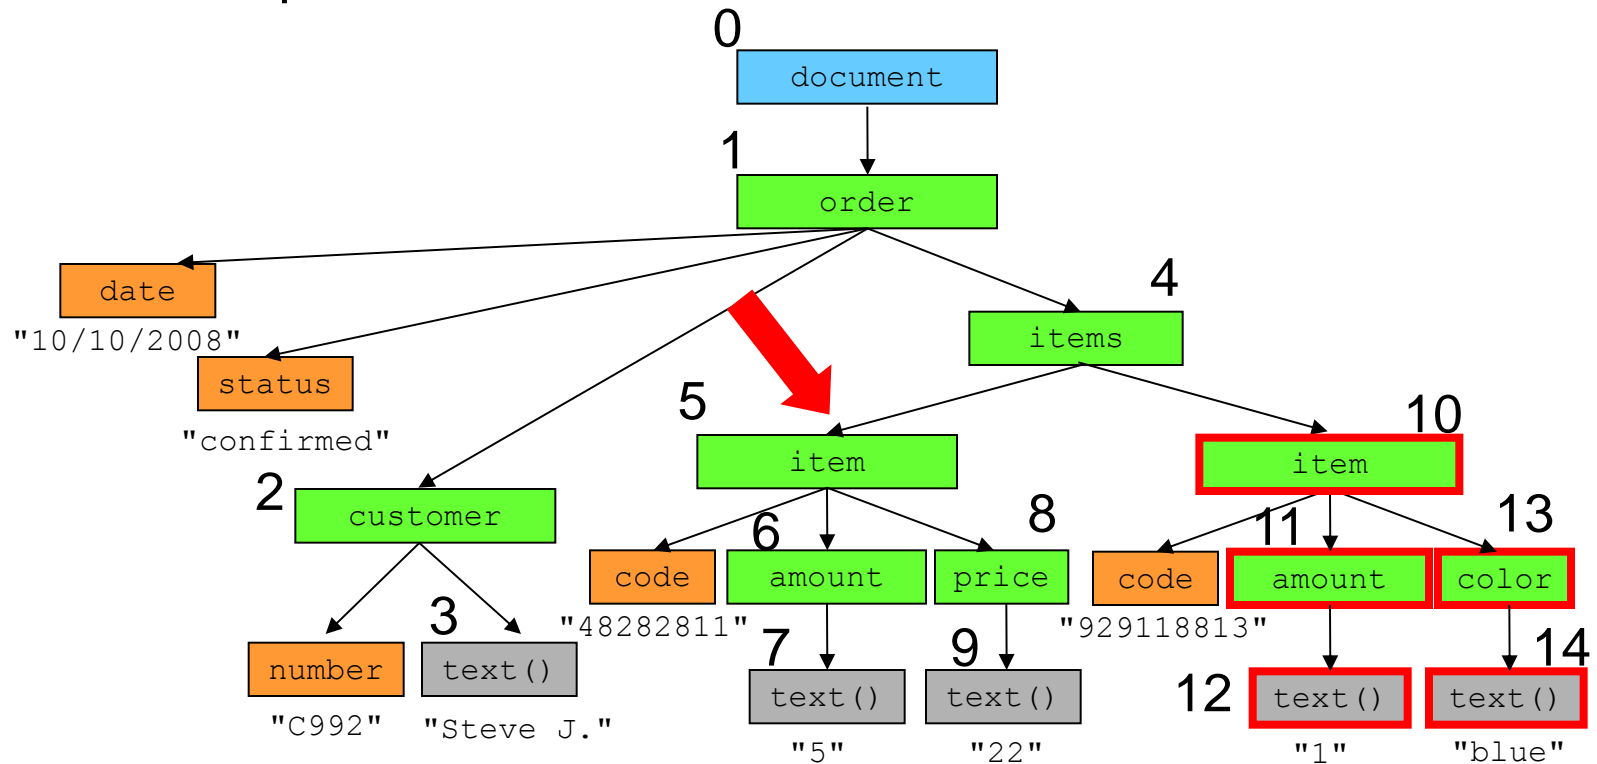 0
document
1
order
date
"10/10/2008"
status
"confirmed"
4
items
5
item
10
item
2
customer
number
"C992"
3
text()
"Steve J."
code
"48282811"
6
amount
8
price
7
text()
"5"
9
text()
"22"
code
"929118813"
11
amount
13
color
12
text()
"1"
14
text()
"blue"